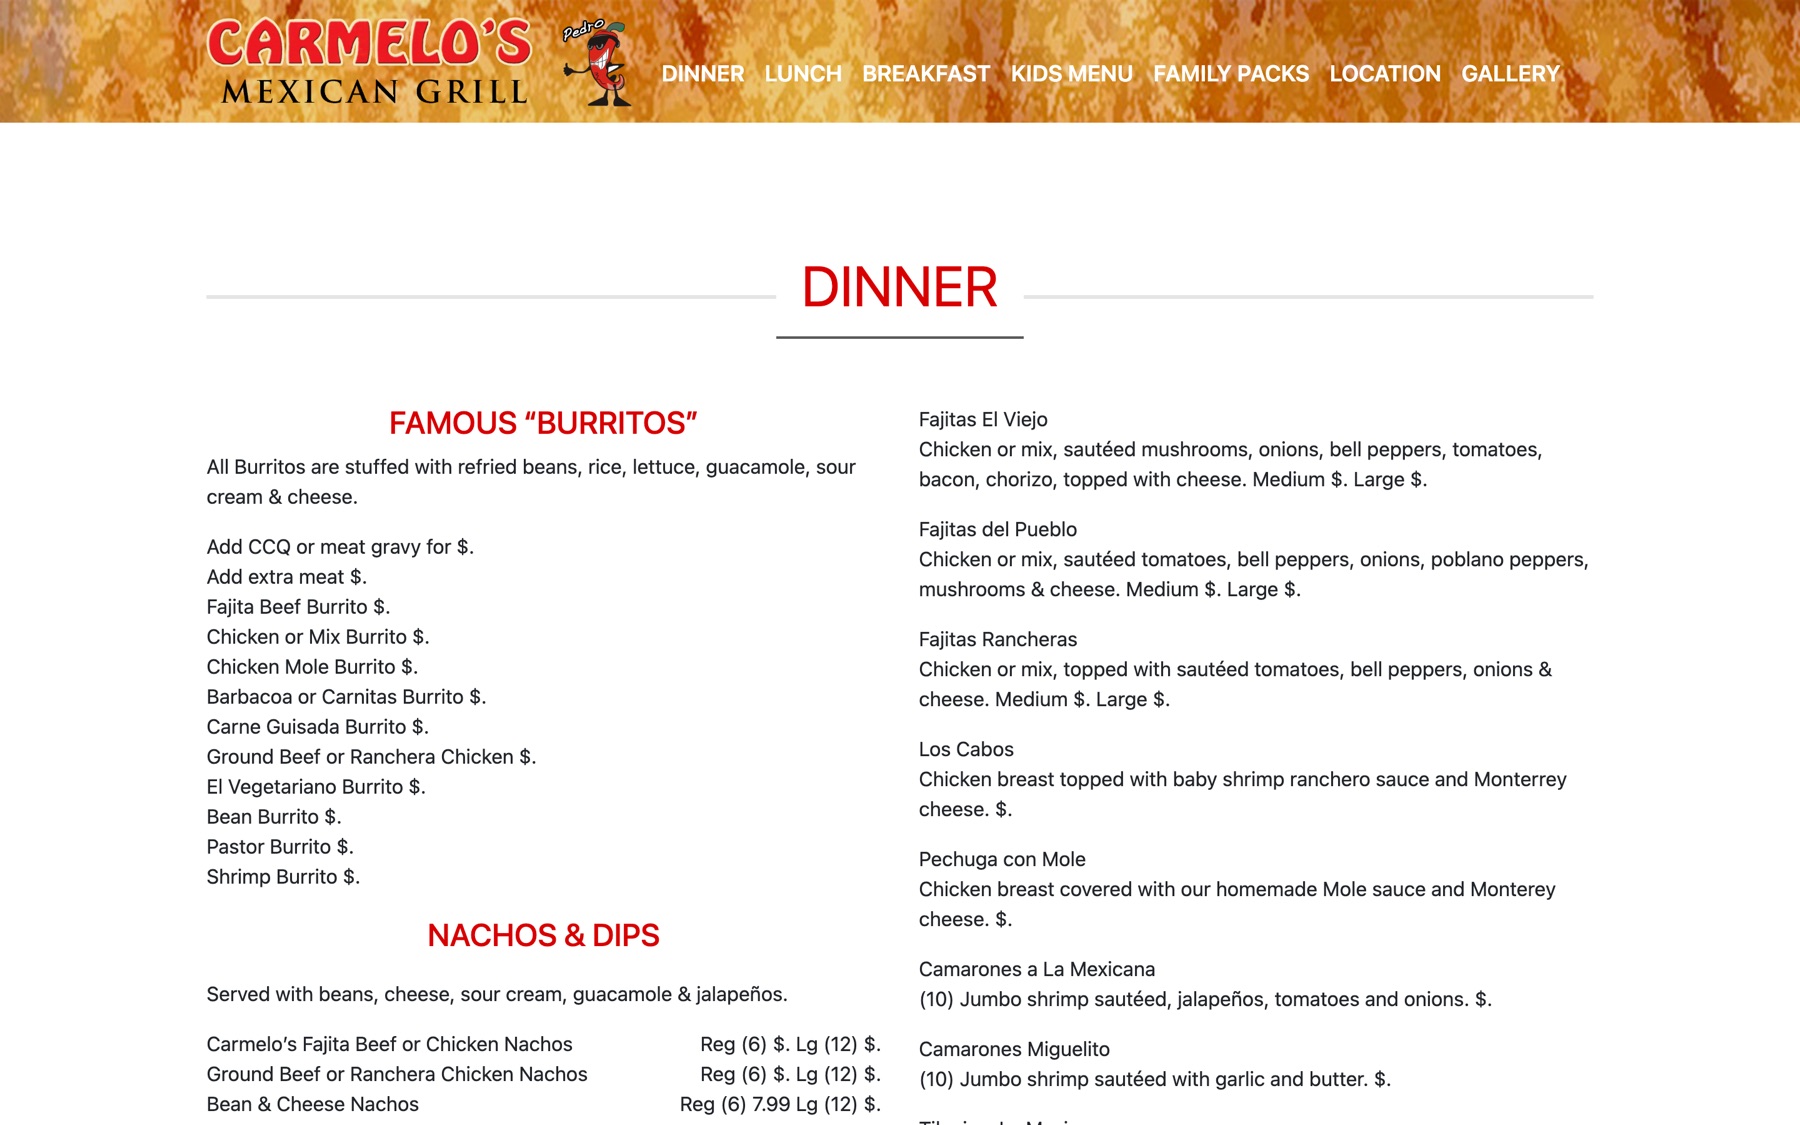 CARMELO'S
MEXICAN GRILL
Pedro
DINNER LUNCH BREAKFAST KIDS MENU FAMILY PACKS LOCATION GALLERY
DINNER
FAMOUS “BURRITOS”
All Burritos are stuffed with refried beans, rice, lettuce, guacamole, sour
cream & cheese.
Add CCQ or meat gravy for $.
Add extra meat $.
Fajita Beef Burrito $.
Chicken or Mix Burrito $.
Chicken Mole Burrito $.
Barbacoa or Carnitas Burrito $.
Carne Guisada Burrito $.
Ground Beef or Ranchera Chicken $.
El Vegetariano Burrito $.
Bean Burrito $.
Pastor Burrito $.
Shrimp Burrito $.
NACHOS & DIPS
Served with beans, cheese, sour cream, guacamole & jalapeños.
Carmelo’s Fajita Beef or Chicken Nachos Reg (6) $. Lg (12) $.
Ground Beef or Ranchera Chicken Nachos Reg (6) $. Lg (12) $.
Bean & Cheese Nachos Reg (6) 7.99 Lg (12) $.
Fajitas El Viejo
Chicken or mix, sautéed mushrooms, onions, bell peppers, tomatoes,
bacon, chorizo, topped with cheese. Medium $. Large $.
Fajitas del Pueblo
Chicken or mix, sautéed tomatoes, bell peppers, onions, poblano peppers,
mushrooms & cheese. Medium $. Large $.
Fajitas Rancheras
Chicken or mix, topped with sautéed tomatoes, bell peppers, onions &
cheese. Medium $. Large $.
Los Cabos
Chicken breast topped with baby shrimp ranchero sauce and Monterrey
cheese. $.
Pechuga con Mole
Chicken breast covered with our homemade Mole sauce and Monterey
cheese. $.
Camarones a La Mexicana
(10) Jumbo shrimp sautéed, jalapeños, tomatoes and onions. $.
Camarones Miguelito
(10) Jumbo shrimp sautéed with garlic and butter. $.